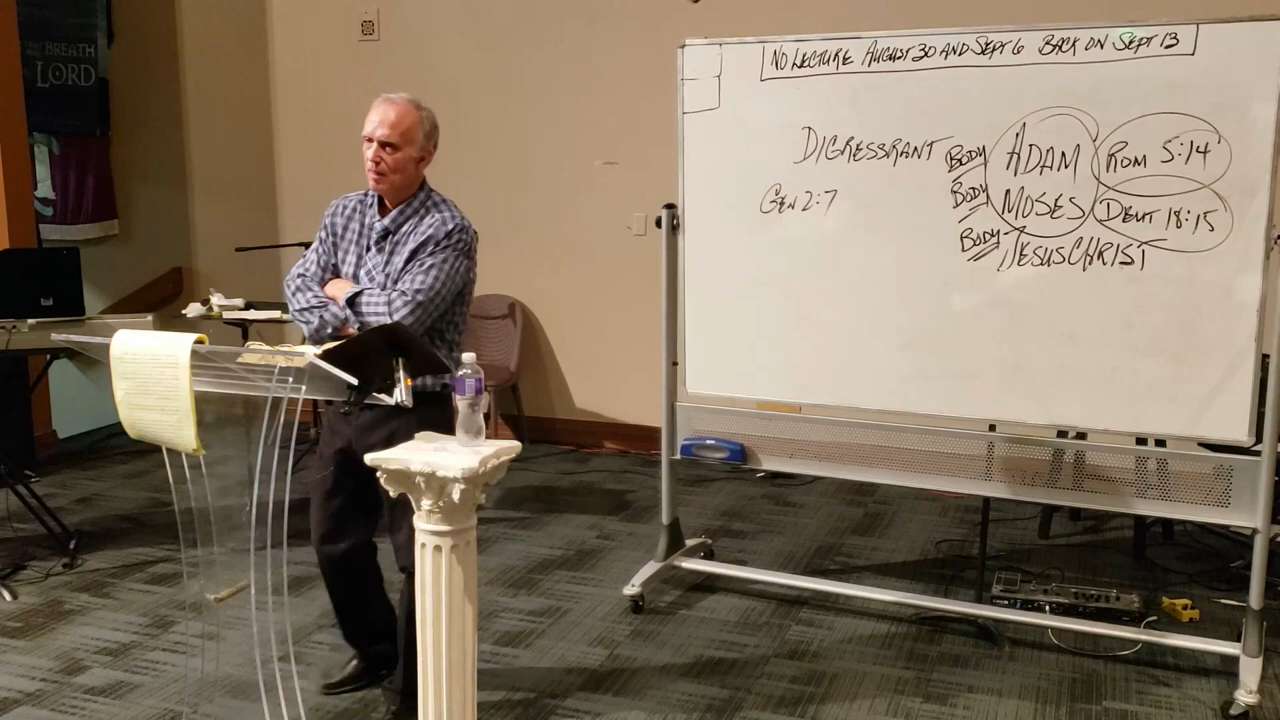 BREATH
LORD
NO LECTURE AUGUST 30 AND SEPT 6 BACK ON SEPT 13
DIGRESSRANT
GEN 2:7
BODY ADAM ROM 5:14
BODY MOSES DEUT 18:15
BODY JESUS CHRIST